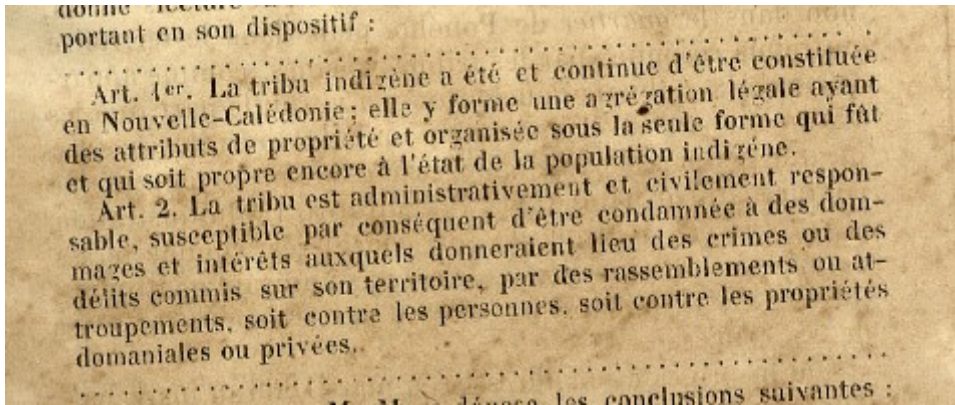 donne lecture
portant en son dispositif :
Art. 1er. La tribu indigène a été et continue d'être constituée
en Nouvelle-Calédonie; elle y forme une agrégation légale ayant
des attributs de propriété et organisée sous la seule forme qui fût
et qui soit propre encore à l'état de la population indigéne.
Art. 2. La tribu est administrativement et civilement respon-
sable, susceptible par conséquent d'être condamnée à des dom-
mages et intérêts auxquels donneraient lieu des crimes ou des
délits commis sur son territoire, par des rassemblements ou at-
troupements, soit contre les personnes, soit contre les propriétés
domaniales ou privées.
les conclusions suivantes :